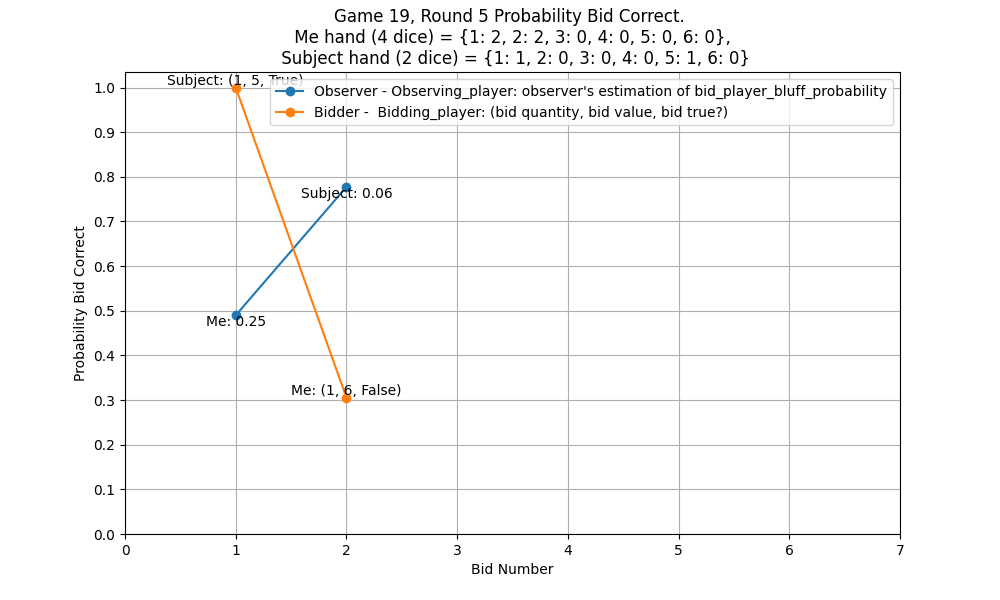 Game 19, Round 5 Probability Bid Correct.
Me hand (4 dice) = {1: 2, 2: 2, 3: 0, 4: 0, 5: 0, 6: 0},
Subject hand (2 dice) = {1: 1, 2: 0, 3: 0, 4: 0, 5: 1, 6: 0}
Subject: (1, 5, True)
Observer - Observing_player: observer's estimation of bid_player_bluff_probability
Bidder -  Bidding_player: (bid quantity, bid value, bid true?)
Subject: 0.06
Me: 0.25
Me: (1, 6, False)
1.0
0.9
0.8
0.7
0.6
0.5
0.4
0.3
0.2
0.1
0.0
Probability Bid Correct
0 1 2 3 4 5 6 7
Bid Number